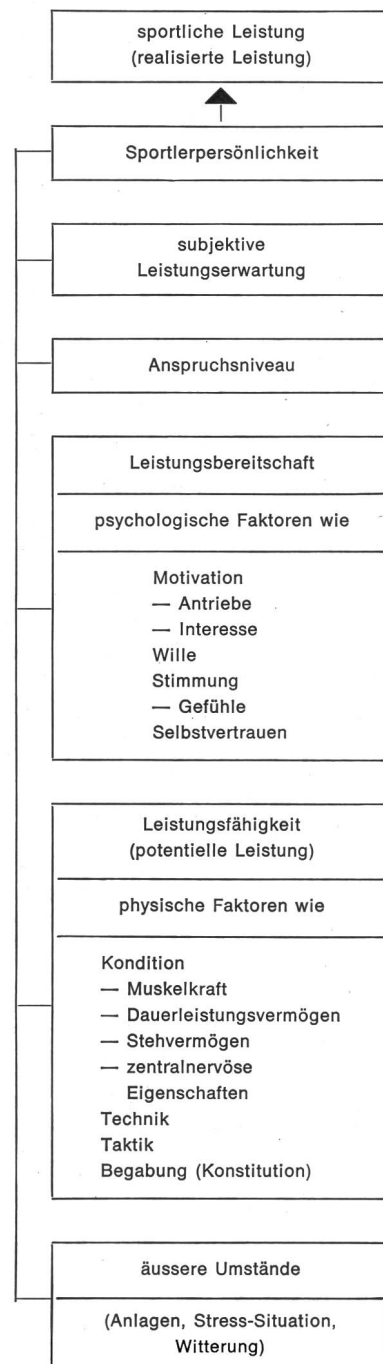 sportliche Leistung
(realisierte Leistung)
Sportlerpersönlichkeit
subjektive
Leistungserwartung
Anspruchsniveau
Leistungsbereitschaft
psychologische Faktoren wie
Motivation
— Antriebe
— Interesse
Wille
Stimmung
— Gefühle
Selbstvertrauen
Leistungsfähigkeit
(potentielle Leistung)
physische Faktoren wie
Kondition
— Muskelkraft
— Dauerleistungsvermögen
— Stehvermögen
— zentralnervöse
Eigenschaften
Technik
Taktik
Begabung (Konstitution)
äussere Umstände
(Anlagen, Stress-Situation,
Witterung)